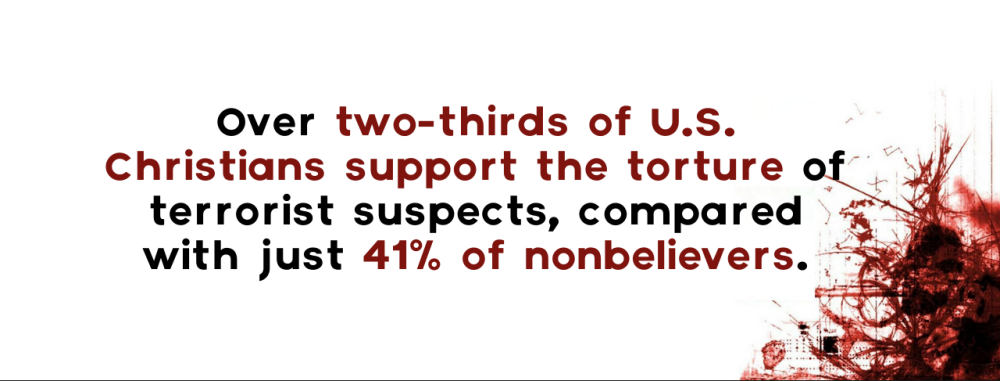 Over two-thirds of U.S.
Christians support the torture of
terrorist suspects, compared
with just 41% of nonbelievers.